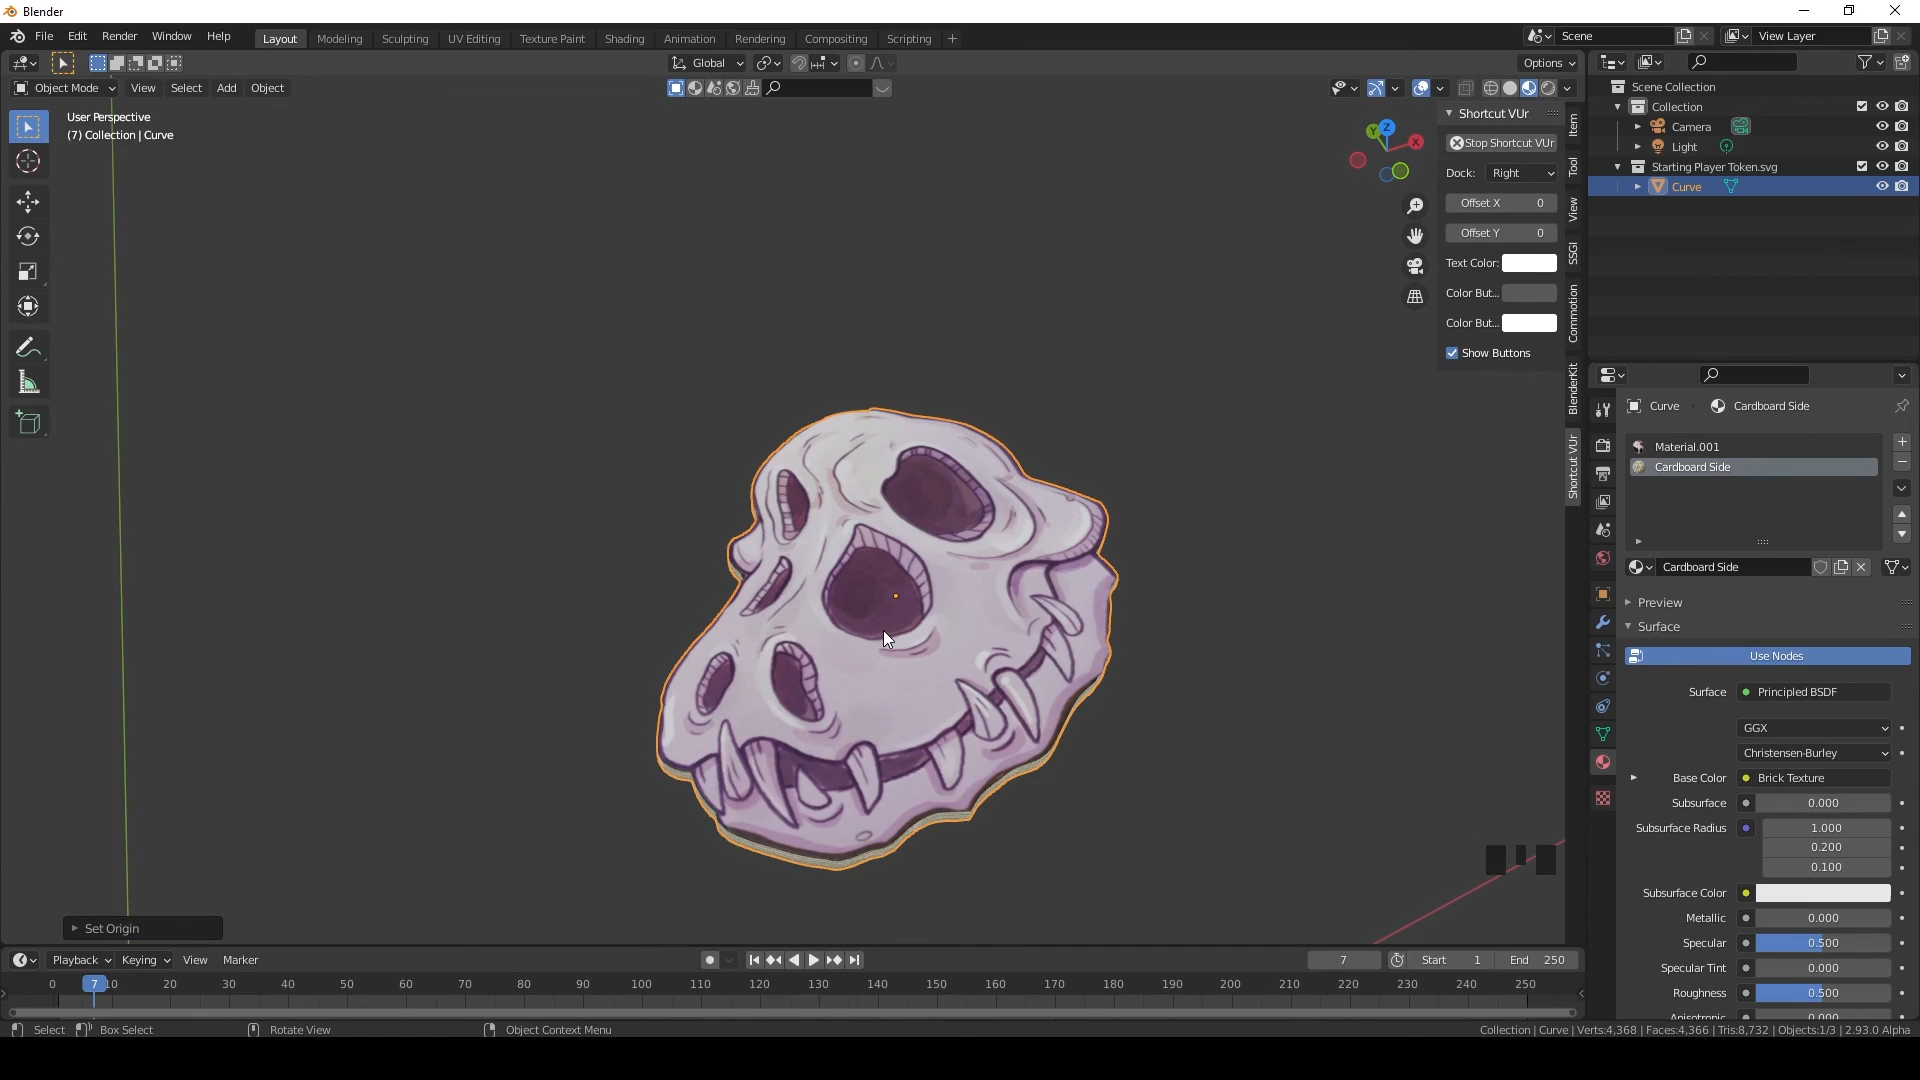 Blender
File Edit Render Window Help
Layout Modeling Sculpting UV Editing Texture Paint Shading Animation Rendering Compositing Scripting +
Scene
View Layer
Global
Options
Object Mode View Select Add Object
User Perspective
(7) Collection | Curve
Z
Y
X
Shortcut VUr
Stop Shortcut VUr
Dock: Right
Offset X 0
Offset Y 0
Text Color:
Color But...
Color But...
Show Buttons
Item
Tool
View
SSGI
Commotion
BlenderKit
Shortcut VUr
Scene Collection
Collection
Camera
Light
Starting Player Token.svg
Curve
Curve Cardboard Side
Material.001
Cardboard Side
Cardboard Side
Preview
Surface
Use Nodes
Surface Principled BSDF
GGX
Christensen-Burley
Base Color Brick Texture
Subsurface 0.000
Subsurface Radius 1.000
0.200
0.100
Subsurface Color
Metallic 0.000
Specular 0.500
Specular Tint 0.000
Roughness 0.500
Anisotropic 0.000
Set Origin
Playback Keying View Marker
7 Start 1 End 250
0 7 10 20 30 40 50 60 70 80 90 100 110 120 130 140 150 160 170 180 190 200 210 220 230 240 250
Select Box Select Rotate View Object Context Menu
Collection | Curve | Verts:4,368 | Faces:4,366 | Tris:8,732 | Objects:1/3 | 2.93.0 Alpha